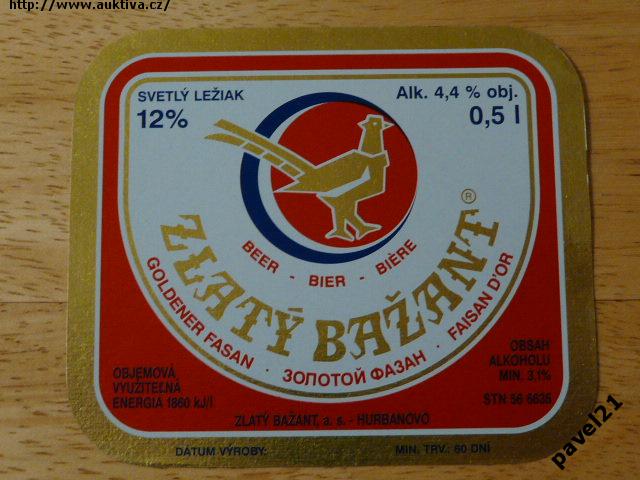 http://www.auktiva.cz/
SVETLÝ LEŽIAK
12%
Alk. 4,4 % obj.
0,5 l
BEER - BIER - BIÈRE
ZLATÝ BAŽANT ®
GOLDENER FASAN · ЗОЛОТОЙ ФАЗАН · FAISAN D'OR
OBJEMOVÁ
VYUŽITEĽNÁ
ENERGIA 1860 kJ/l
OBSAH
ALKOHOLU
MIN. 3,1%
STN 56 6635
ZLATÝ BAŽANT, a. s. - HURBANOVO
DÁTUM VÝROBY:
MIN. TRV.: 60 DNÍ
pavel21